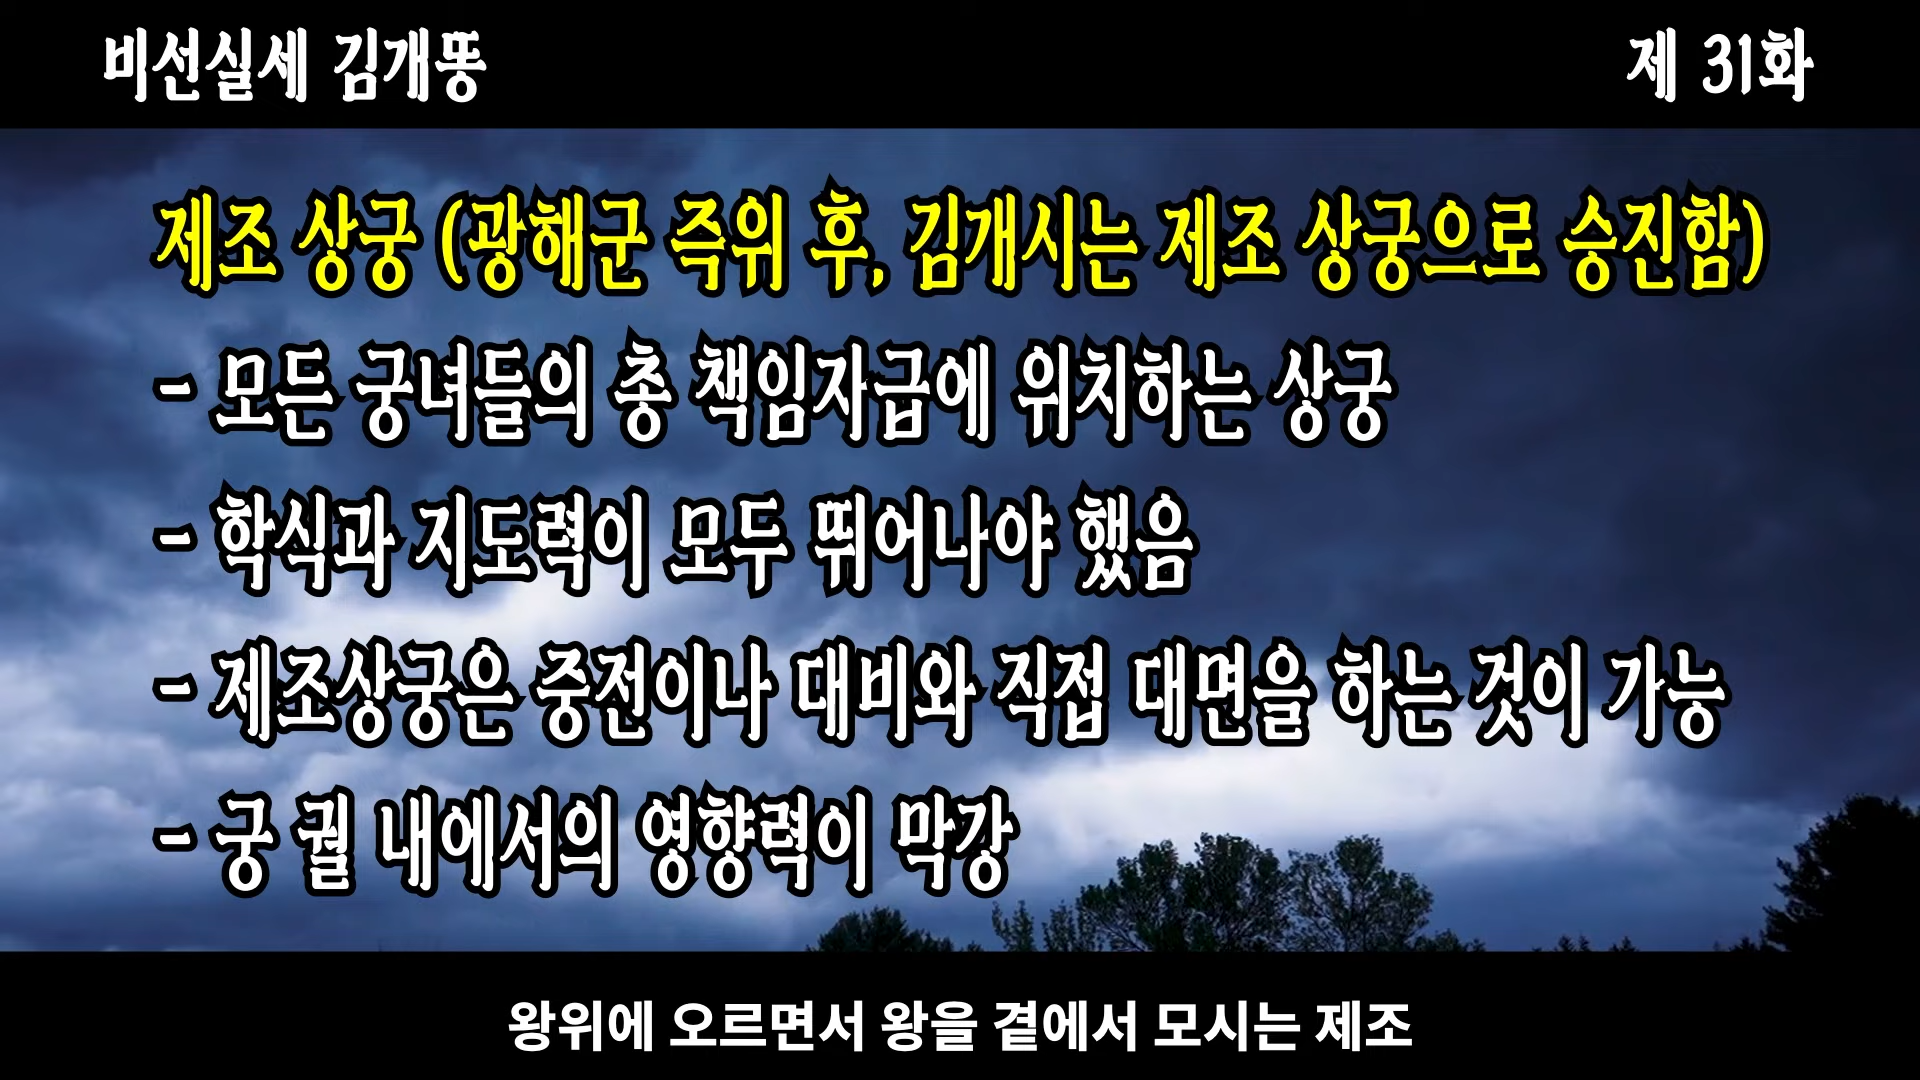 비선실세 김개똥
제 31화
제조 상궁 (광해군 즉위 후, 김개시는 제조 상궁으로 승진함)
- 모든 궁녀들의 총 책임자급에 위치하는 상궁
- 학식과 지도력이 모두 뛰어나야 했음
- 제조상궁은 중전이나 대비와 직접 대면을 하는 것이 가능
- 궁 궐 내에서의 영향력이 막강
왕위에 오르면서 왕을 곁에서 모시는 제조